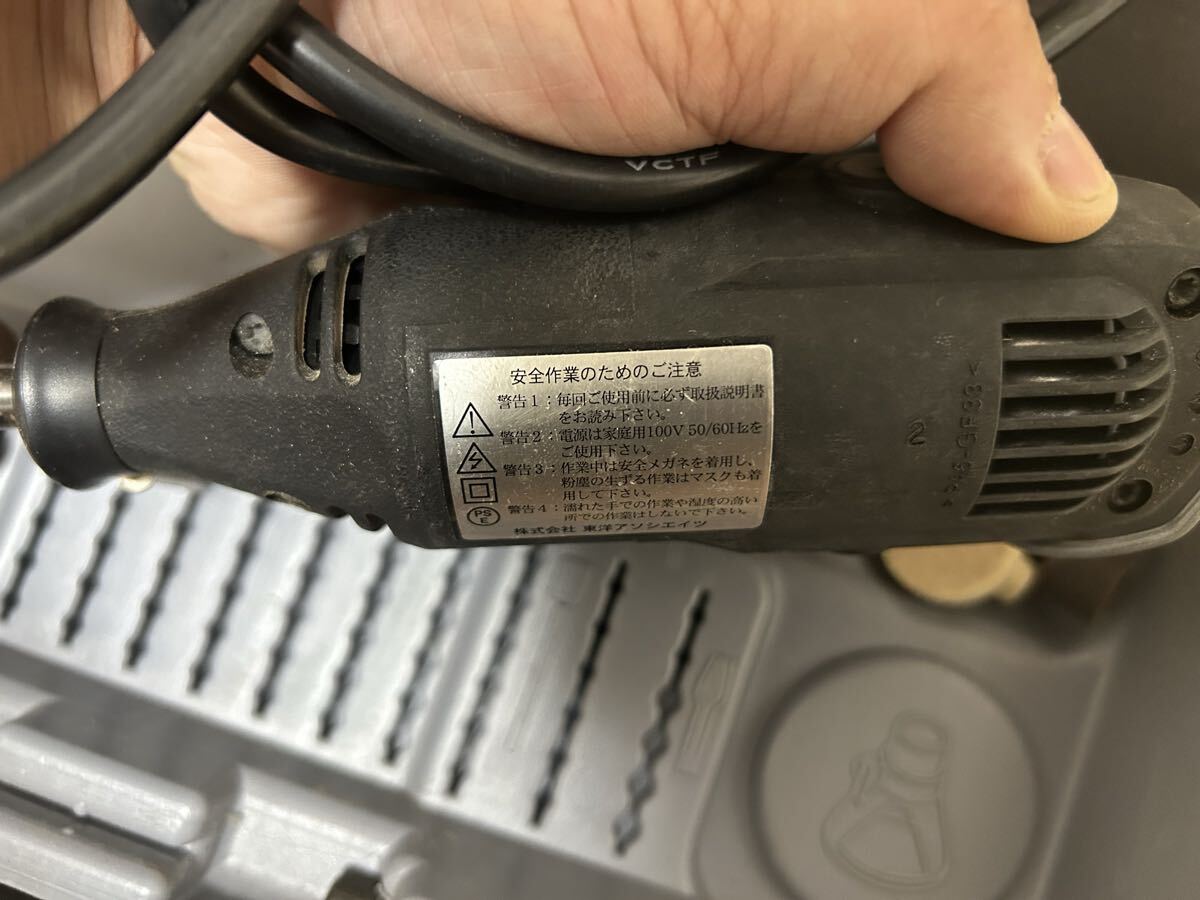 VCTF
安全作業のためのご注意
警告1：毎回ご使用前に必ず取扱説明書
をお読み下さい。
警告2：電源は家庭用100V 50/60Hzを
ご使用下さい。
警告3：作業中は安全メガネを着用し、
粉塵の生ずる作業はマスクも着
用して下さい。
警告4：濡れた手での作業や湿度の高い
所での作業はしないで下さい。
株式会社 東洋アソシエイツ
PS
E
2
>PA6-GF33<